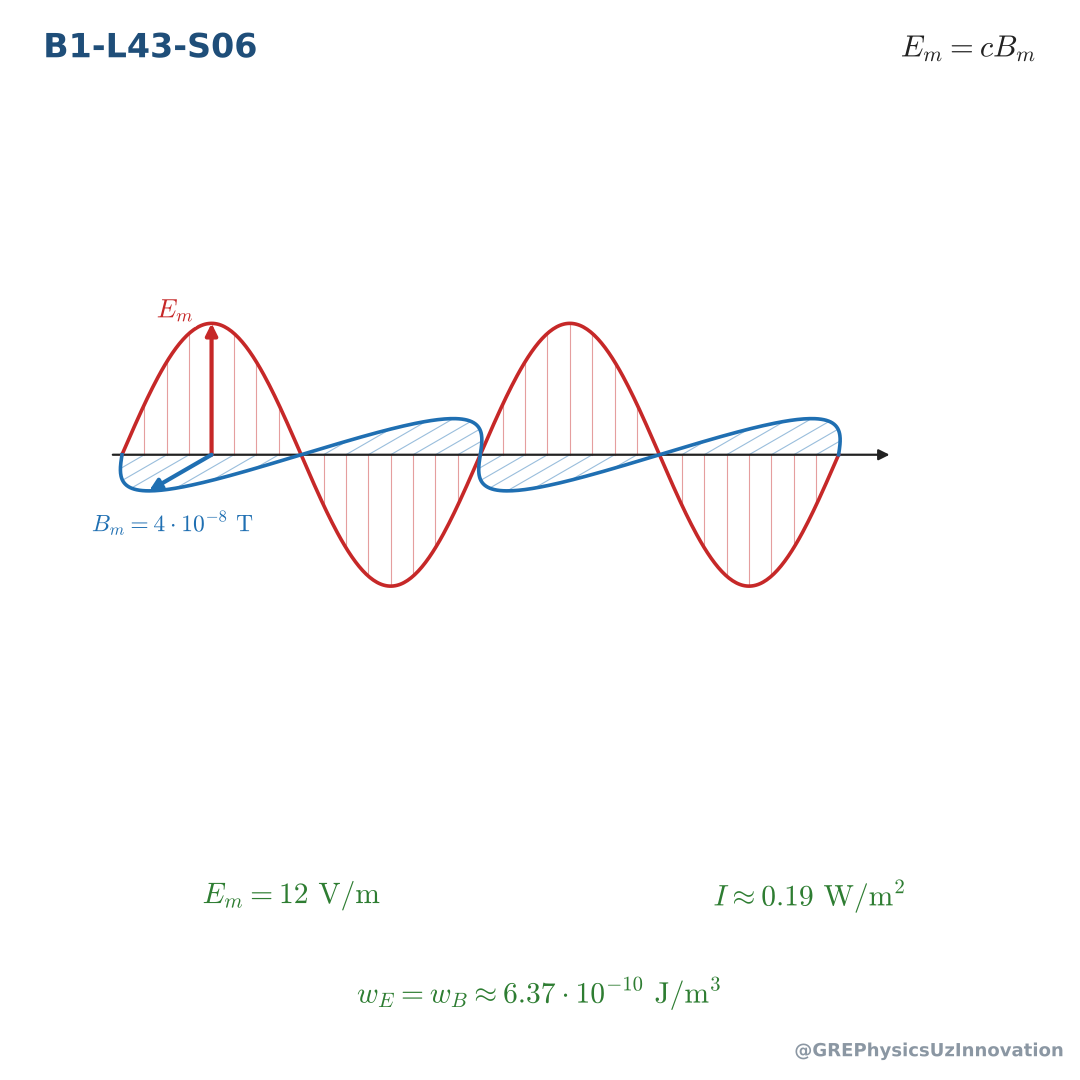 B1-L43-S06
E_m = cB_m
E_m
B_m = 4 · 10^{-8} T
E_m = 12 V/m
I ≈ 0.19 W/m^2
w_E = w_B ≈ 6.37 · 10^{-10} J/m^3
@GREPhysicsUzInnovation